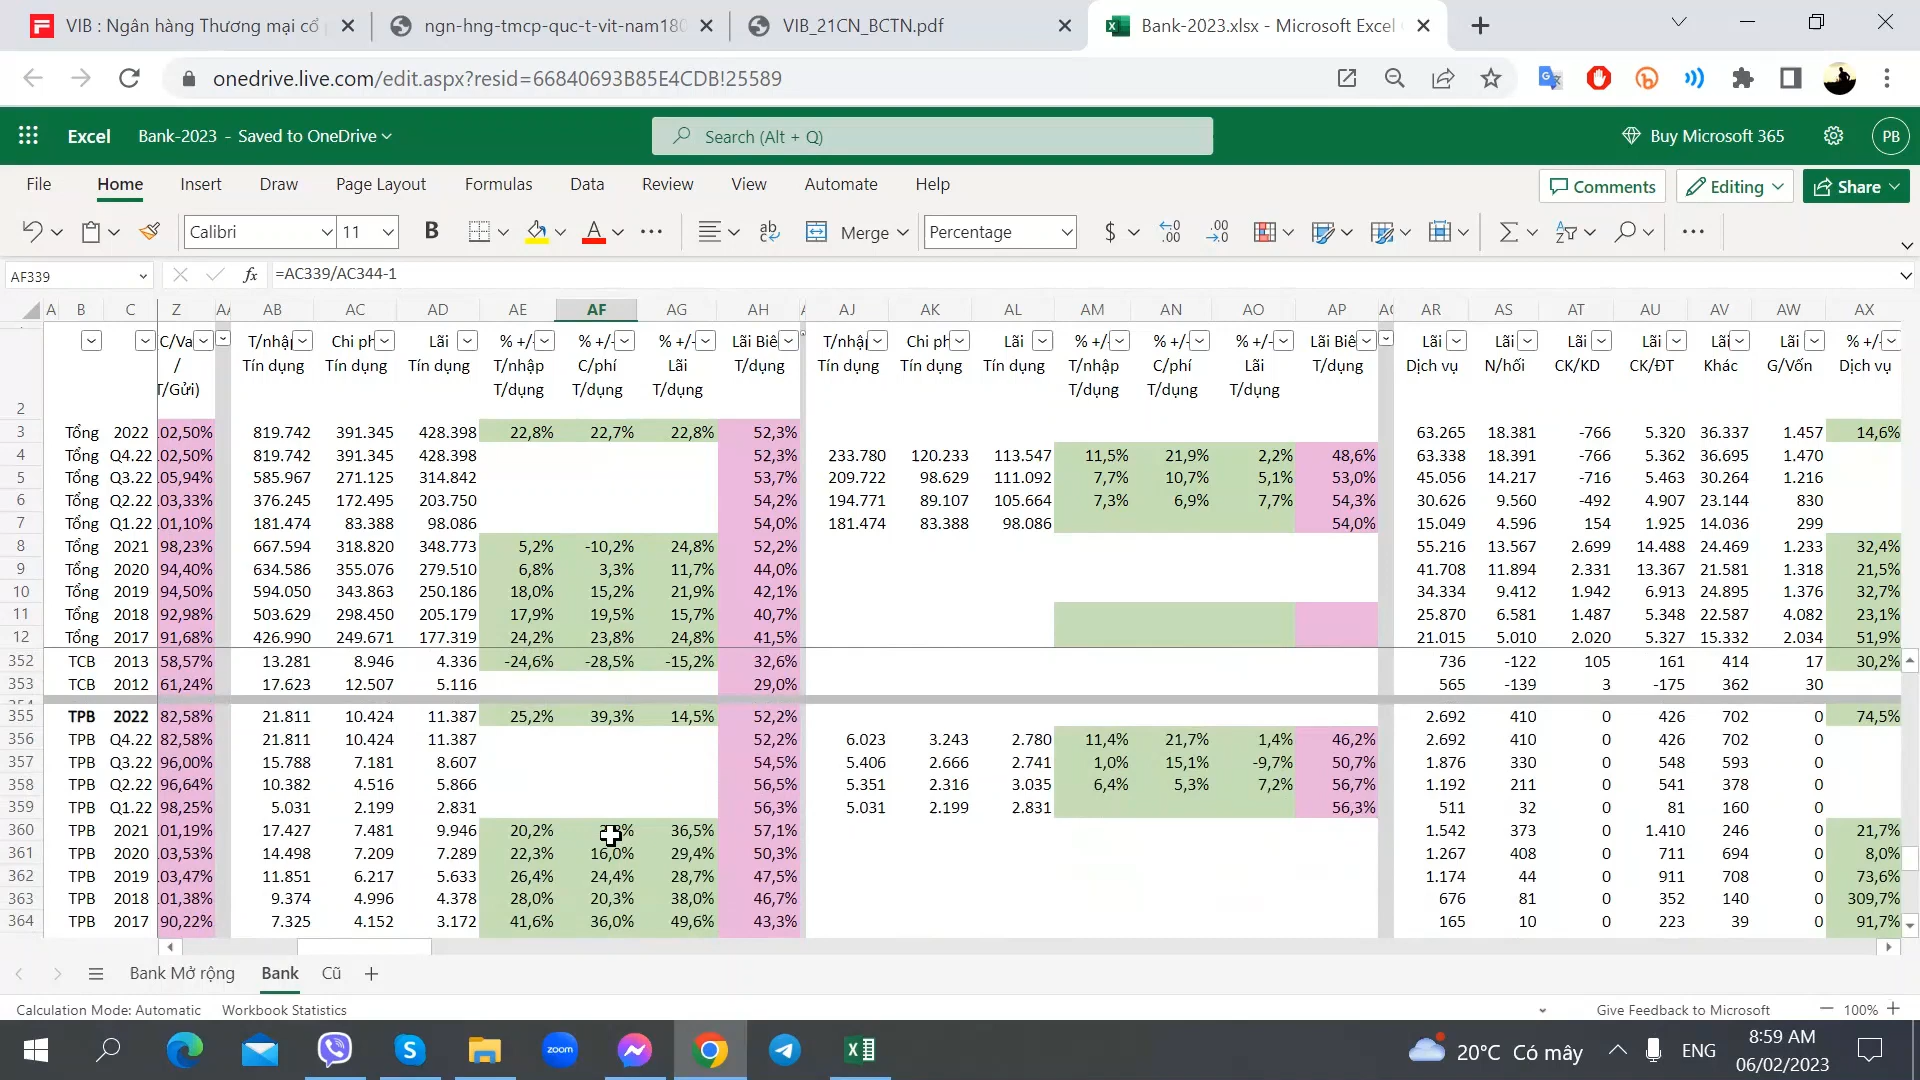 VIB : Ngân hàng Thương mại cổ
ngn-hng-tmcp-quc-t-vit-nam180
VIB_21CN_BCTN.pdf
Bank-2023.xlsx - Microsoft Excel
onedrive.live.com/edit.aspx?resid=66840693B85E4CDB!25589
Excel Bank-2023 - Saved to OneDrive
Search (Alt + Q)
Buy Microsoft 365
PB
File Home Insert Draw Page Layout Formulas Data Review View Automate Help
Comments Editing Share
Calibri 11 B A Merge Percentage $
AF339 fx =AC339/AC344-1
A B C Z AA AB AC AD AE AF AG AH AJ AK AL AM AN AO AP AR AS AT AU AV AW AX
C/Va T/nhậ Chi ph Lãi % +/- % +/- % +/- Lãi Biê T/nhậ Chi ph Lãi % +/- % +/- % +/- Lãi Biê Lãi Lãi Lãi Lãi Lãi Lãi % +/-
/ Tín dụng Tín dụng Tín dụng T/nhập C/phí Lãi T/dụng Tín dụng Tín dụng Tín dụng T/nhập C/phí Lãi T/dụng Dịch vụ N/hối CK/KD CK/ĐT Khác G/Vốn Dịch vụ
T/Gửi) T/dụng T/dụng T/dụng T/dụng T/dụng T/dụng
2
3 Tổng 2022 02,50% 819.742 391.345 428.398 22,8% 22,7% 22,8% 52,3% 63.265 18.381 -766 5.320 36.337 1.457 14,6%
4 Tổng Q4.22 02,50% 819.742 391.345 428.398 52,3% 233.780 120.233 113.547 11,5% 21,9% 2,2% 48,6% 63.338 18.391 -766 5.362 36.695 1.470
5 Tổng Q3.22 05,94% 585.967 271.125 314.842 53,7% 209.722 98.629 111.092 7,7% 10,7% 5,1% 53,0% 45.056 14.217 -716 5.463 30.264 1.216
6 Tổng Q2.22 03,33% 376.245 172.495 203.750 54,2% 194.771 89.107 105.664 7,3% 6,9% 7,7% 54,3% 30.626 9.560 -492 4.907 23.144 830
7 Tổng Q1.22 01,10% 181.474 83.388 98.086 54,0% 181.474 83.388 98.086 54,0% 15.049 4.596 154 1.925 14.036 299
8 Tổng 2021 98,23% 667.594 318.820 348.773 5,2% -10,2% 24,8% 52,2% 55.216 13.567 2.699 14.488 24.469 1.233 32,4%
9 Tổng 2020 94,40% 634.586 355.076 279.510 6,8% 3,3% 11,7% 44,0% 41.708 11.894 2.331 13.367 21.581 1.318 21,5%
10 Tổng 2019 94,50% 594.050 343.863 250.186 18,0% 15,2% 21,9% 42,1% 34.334 9.412 1.942 6.913 24.895 1.376 32,7%
11 Tổng 2018 92,98% 503.629 298.450 205.179 17,9% 19,5% 15,7% 40,7% 25.870 6.581 1.487 5.348 22.587 4.082 23,1%
12 Tổng 2017 91,68% 426.990 249.671 177.319 24,2% 23,8% 24,8% 41,5% 21.015 5.010 2.020 5.327 15.332 2.034 51,9%
352 TCB 2013 58,57% 13.281 8.946 4.336 -24,6% -28,5% -15,2% 32,6% 736 -122 105 161 414 17 30,2%
353 TCB 2012 61,24% 17.623 12.507 5.116 29,0% 565 -139 3 -175 362 30
355 TPB 2022 82,58% 21.811 10.424 11.387 25,2% 39,3% 14,5% 52,2% 2.692 410 0 426 702 0 74,5%
356 TPB Q4.22 82,58% 21.811 10.424 11.387 52,2% 6.023 3.243 2.780 11,4% 21,7% 1,4% 46,2% 2.692 410 0 426 702 0
357 TPB Q3.22 96,00% 15.788 7.181 8.607 54,5% 5.406 2.666 2.741 1,0% 15,1% -9,7% 50,7% 1.876 330 0 548 593 0
358 TPB Q2.22 96,64% 10.382 4.516 5.866 56,5% 5.351 2.316 3.035 6,4% 5,3% 7,2% 56,7% 1.192 211 0 541 378 0
359 TPB Q1.22 98,25% 5.031 2.199 2.831 56,3% 5.031 2.199 2.831 56,3% 511 32 0 81 160 0
360 TPB 2021 01,19% 17.427 7.481 9.946 20,2% 36,5% 57,1% 1.542 373 0 1.410 246 0 21,7%
361 TPB 2020 03,53% 14.498 7.209 7.289 22,3% 16,0% 29,4% 50,3% 1.267 408 0 711 694 0 8,0%
362 TPB 2019 03,47% 11.851 6.217 5.633 26,4% 24,4% 28,7% 47,5% 1.174 44 0 911 708 0 73,6%
363 TPB 2018 01,38% 9.374 4.996 4.378 28,0% 20,3% 38,0% 46,7% 676 81 0 352 140 0 309,7%
364 TPB 2017 90,22% 7.325 4.152 3.172 41,6% 36,0% 49,6% 43,3% 165 10 0 223 39 0 91,7%
Bank Mở rộng Bank Cũ
Calculation Mode: Automatic Workbook Statistics Give Feedback to Microsoft 100%
zoom
20°C Có mây ENG 8:59 AM
06/02/2023